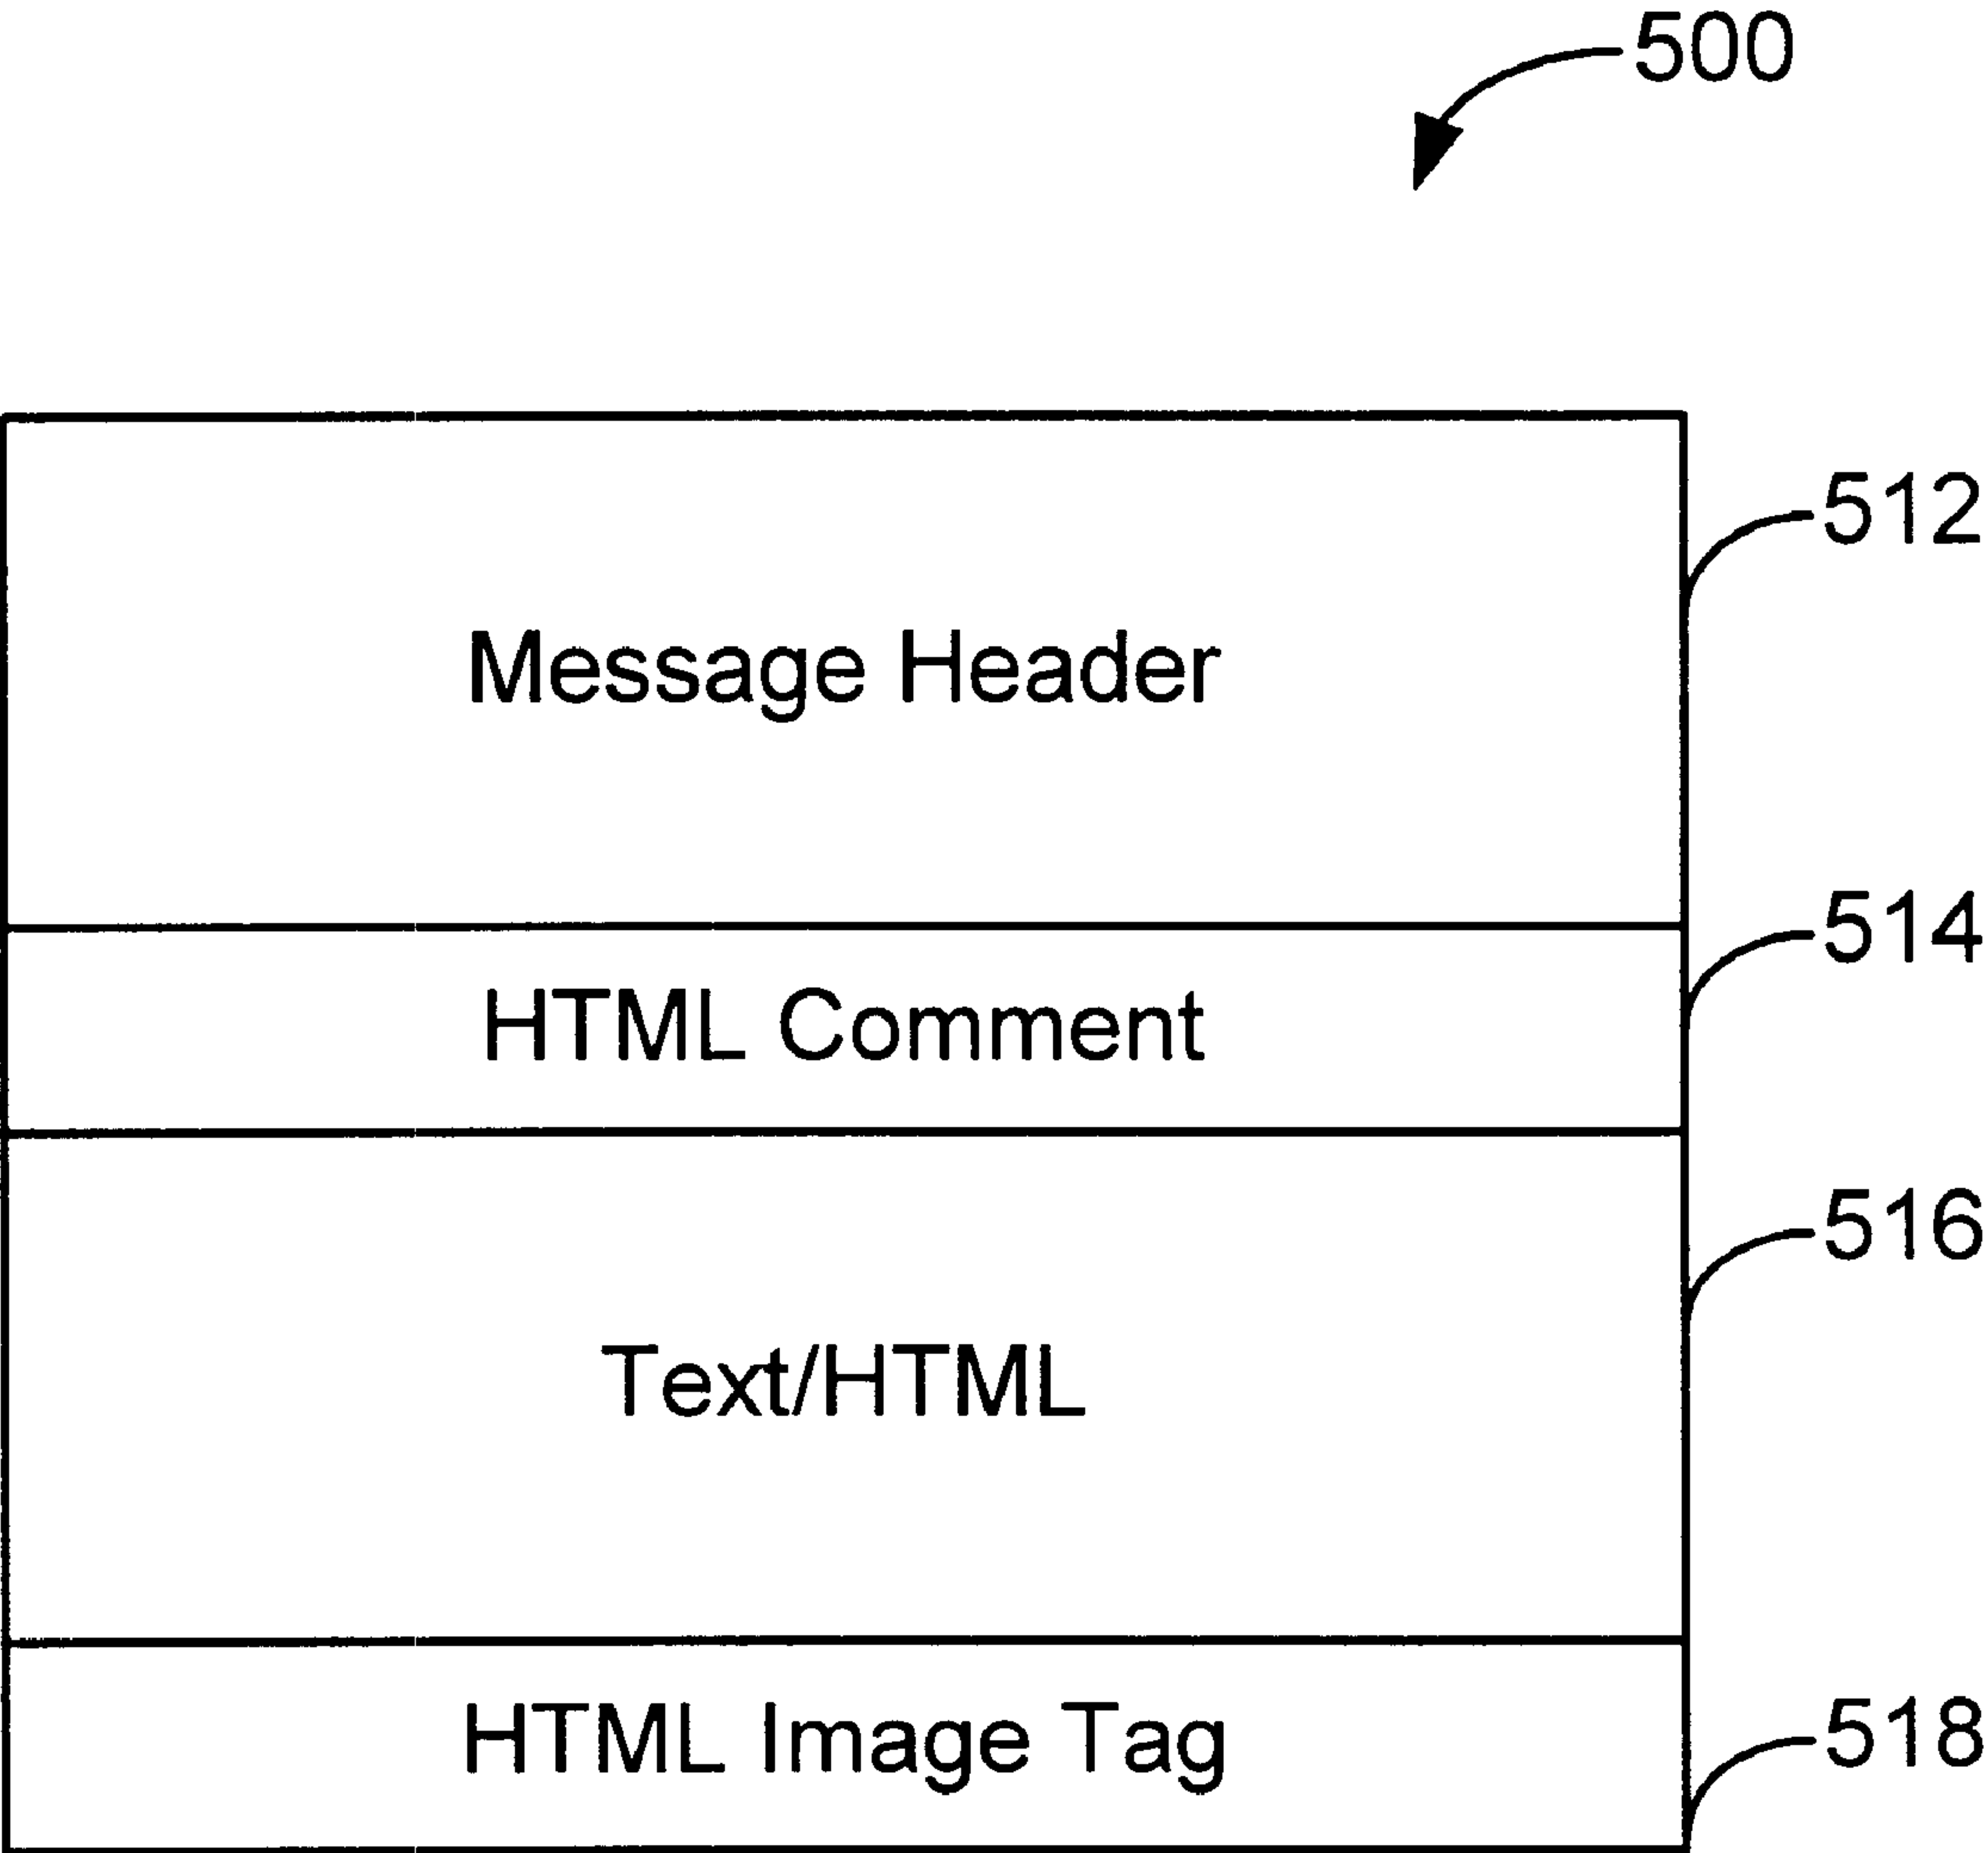 500
512
Message Header
514
HTML Comment
516
Text/HTML
518
HTML Image Tag